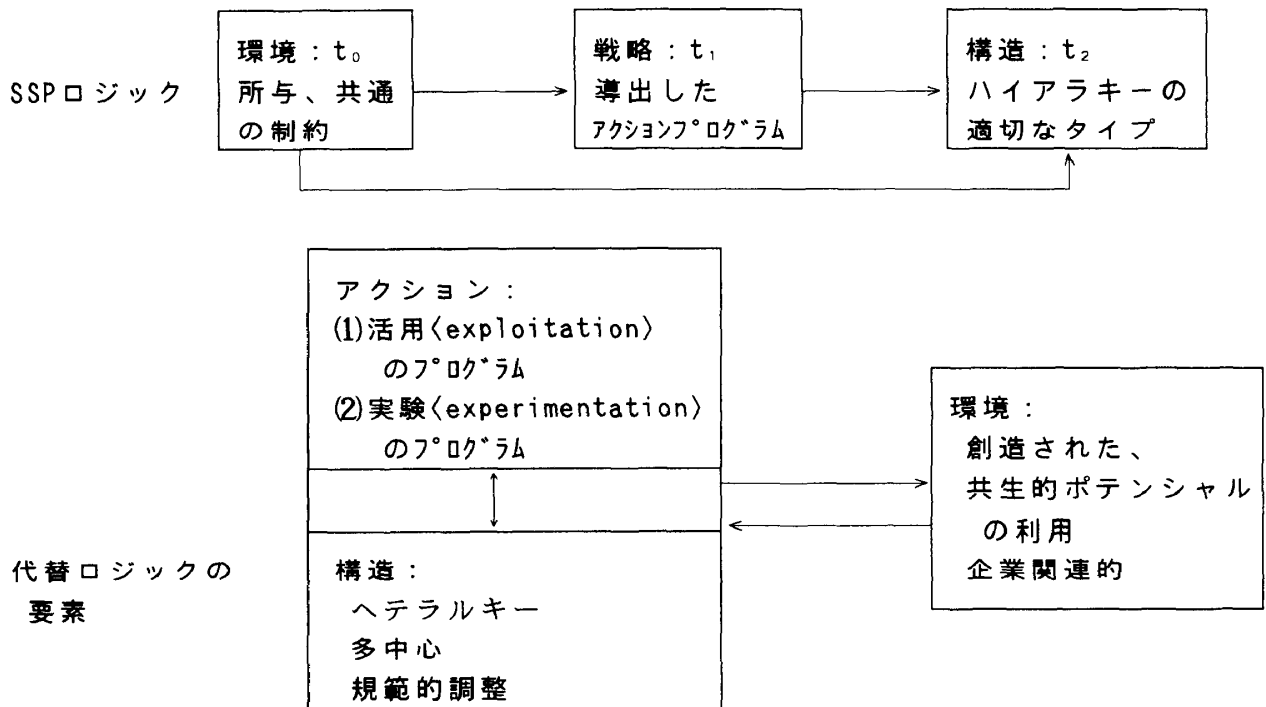 SSPロジック
環境：t₀
所与、共通
の制約
戦略：t₁
導出した
ｱｸｼｮﾝﾌﾟﾛｸﾞﾗﾑ
構造：t₂
ハイアラキーの
適切なタイプ
アクション：
⑴活用〈exploitation〉
のﾌﾟﾛｸﾞﾗﾑ
⑵実験〈experimentation〉
のﾌﾟﾛｸﾞﾗﾑ
環境：
創造された、
共生的ポテンシャル
の利用
企業関連的
代替ロジックの
要素
構造：
ヘテラルキー
多中心
規範的調整